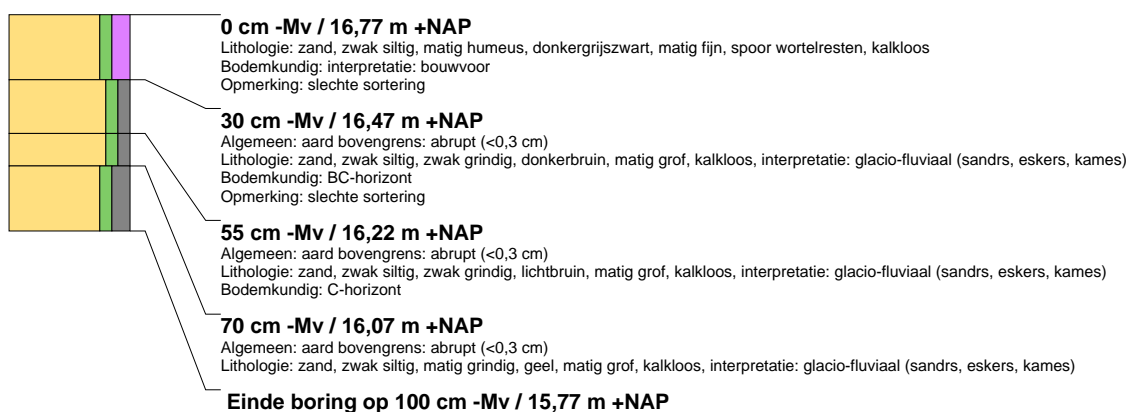 0 cm -Mv / 16,77 m +NAP
Lithologie: zand, zwak siltig, matig humeus, donkergrijszwart, matig fijn, spoor wortelresten, kalkloos
Bodemkundig: interpretatie: bouwvoor
Opmerking: slechte sortering
30 cm -Mv / 16,47 m +NAP
Algemeen: aard bovengrens: abrupt (<0,3 cm)
Lithologie: zand, zwak siltig, zwak grindig, donkerbruin, matig grof, kalkloos, interpretatie: glacio-fluviaal (sandrs, eskers, kames)
Bodemkundig: BC-horizont
Opmerking: slechte sortering
55 cm -Mv / 16,22 m +NAP
Algemeen: aard bovengrens: abrupt (<0,3 cm)
Lithologie: zand, zwak siltig, zwak grindig, lichtbruin, matig grof, kalkloos, interpretatie: glacio-fluviaal (sandrs, eskers, kames)
Bodemkundig: C-horizont
70 cm -Mv / 16,07 m +NAP
Algemeen: aard bovengrens: abrupt (<0,3 cm)
Lithologie: zand, zwak siltig, matig grindig, geel, matig grof, kalkloos, interpretatie: glacio-fluviaal (sandrs, eskers, kames)
Einde boring op 100 cm -Mv / 15,77 m +NAP